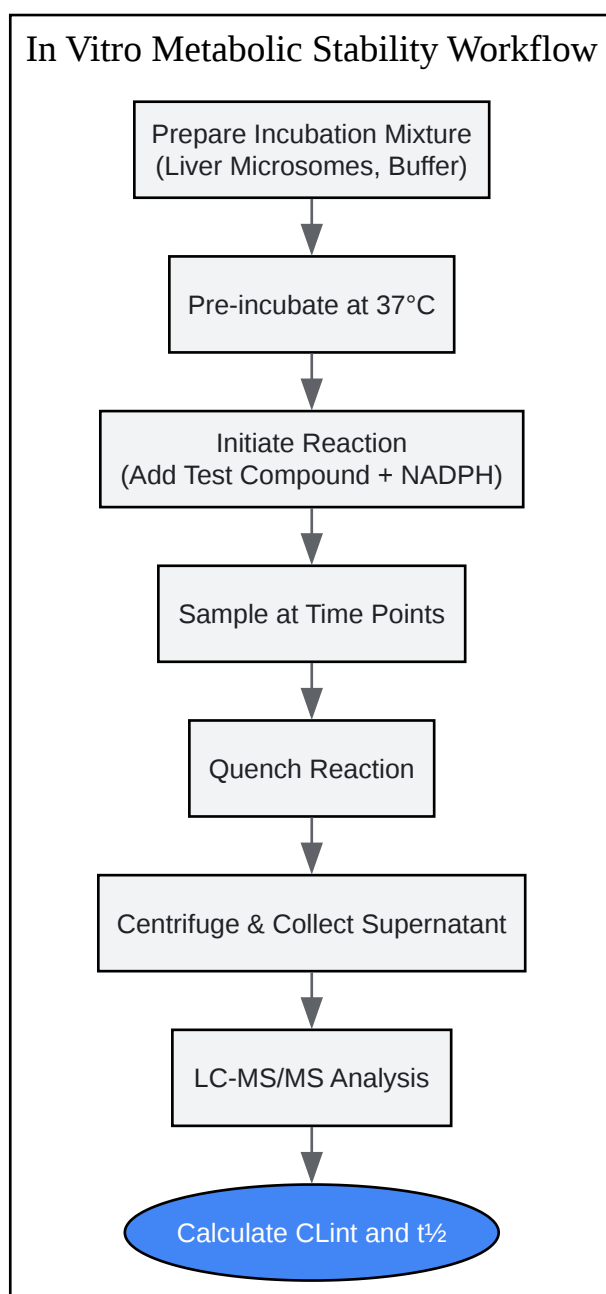 In Vitro Metabolic Stability Workflow
Prepare Incubation Mixture
(Liver Microsomes, Buffer)
Pre-incubate at 37°C
Initiate Reaction
(Add Test Compound + NADPH)
Sample at Time Points
Quench Reaction
Centrifuge & Collect Supernatant
LC-MS/MS Analysis
Calculate CLint and t½